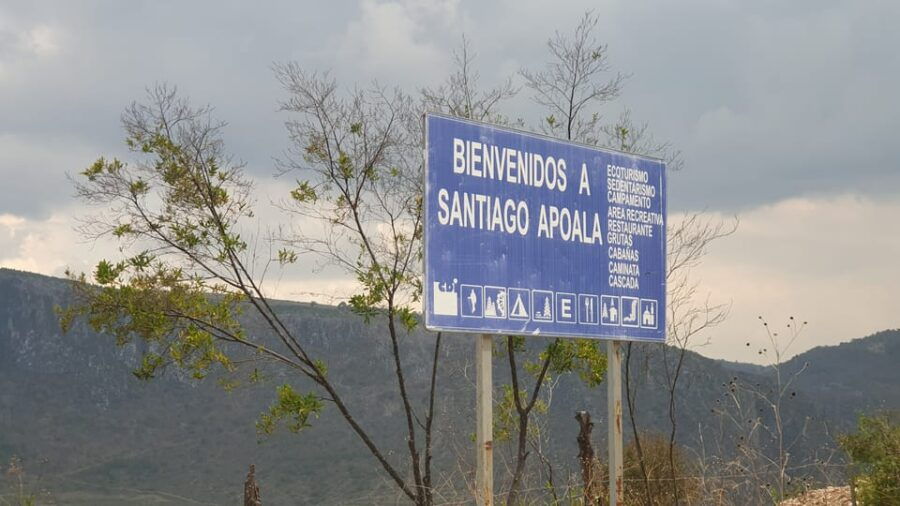 BIENVENIDOS A
SANTIAGO APOALA
ECOTURISMO
SEDENTARISMO
CAMPAMENTO
AREA RECREATIVA
RESTAURANTE
GRUTAS
CABAÑAS
CAMINATA
CASCADA
E